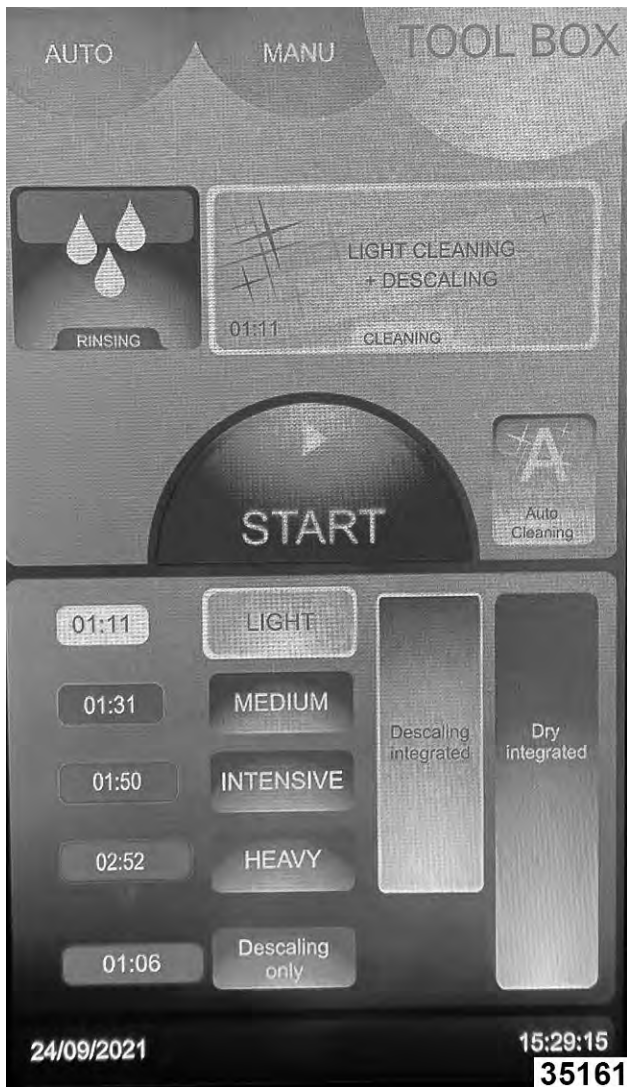 AUTO
MANU
TOOL BOX
LIGHT CLEANING
+ DESCALING
01:11
CLEANING
RINSING
START
A
Auto
Cleaning
01:11
LIGHT
01:31
MEDIUM
01:50
INTENSIVE
02:52
HEAVY
01:06
Descaling
only
Descaling
integrated
Dry
integrated
24/09/2021
15:29:15
35161